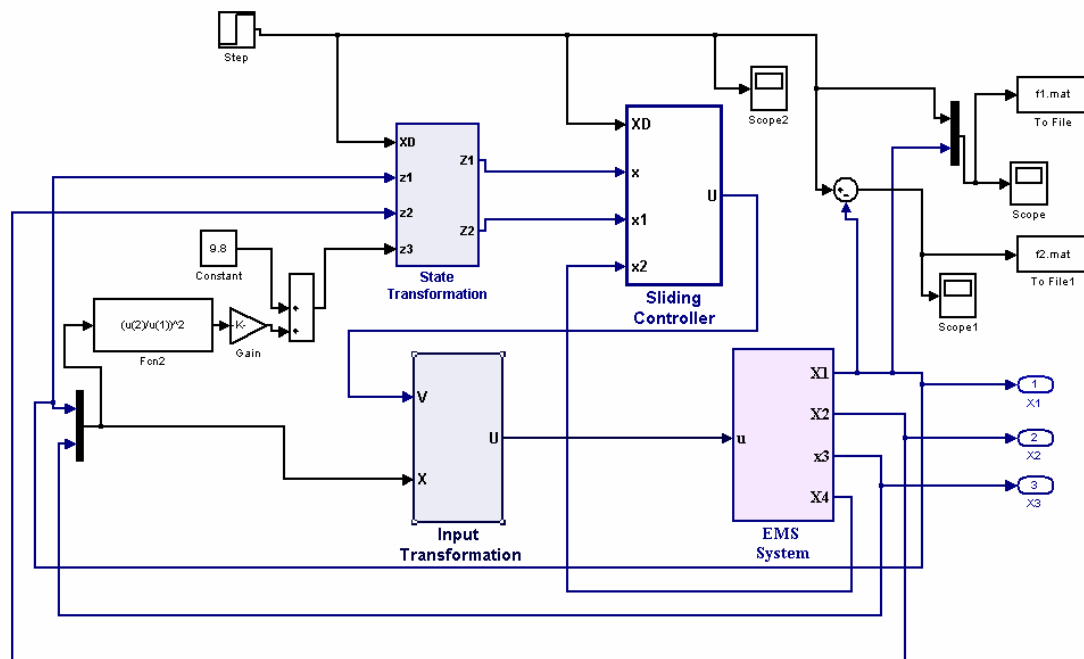 Step
Scope2
f1.mat
To File
Scope
f2.mat
To File1
Scope1
XD
z1
z2
z3
Z1
Z2
State
Transformation
XD
x
x1
x2
U
Sliding
Controller
9.8
Constant
(u(2)/u(1))^2
Fcn2
-K-
Gain
V
X
U
Input
Transformation
u
X1
X2
x3
X4
EMS
System
1
X1
2
X2
3
X3